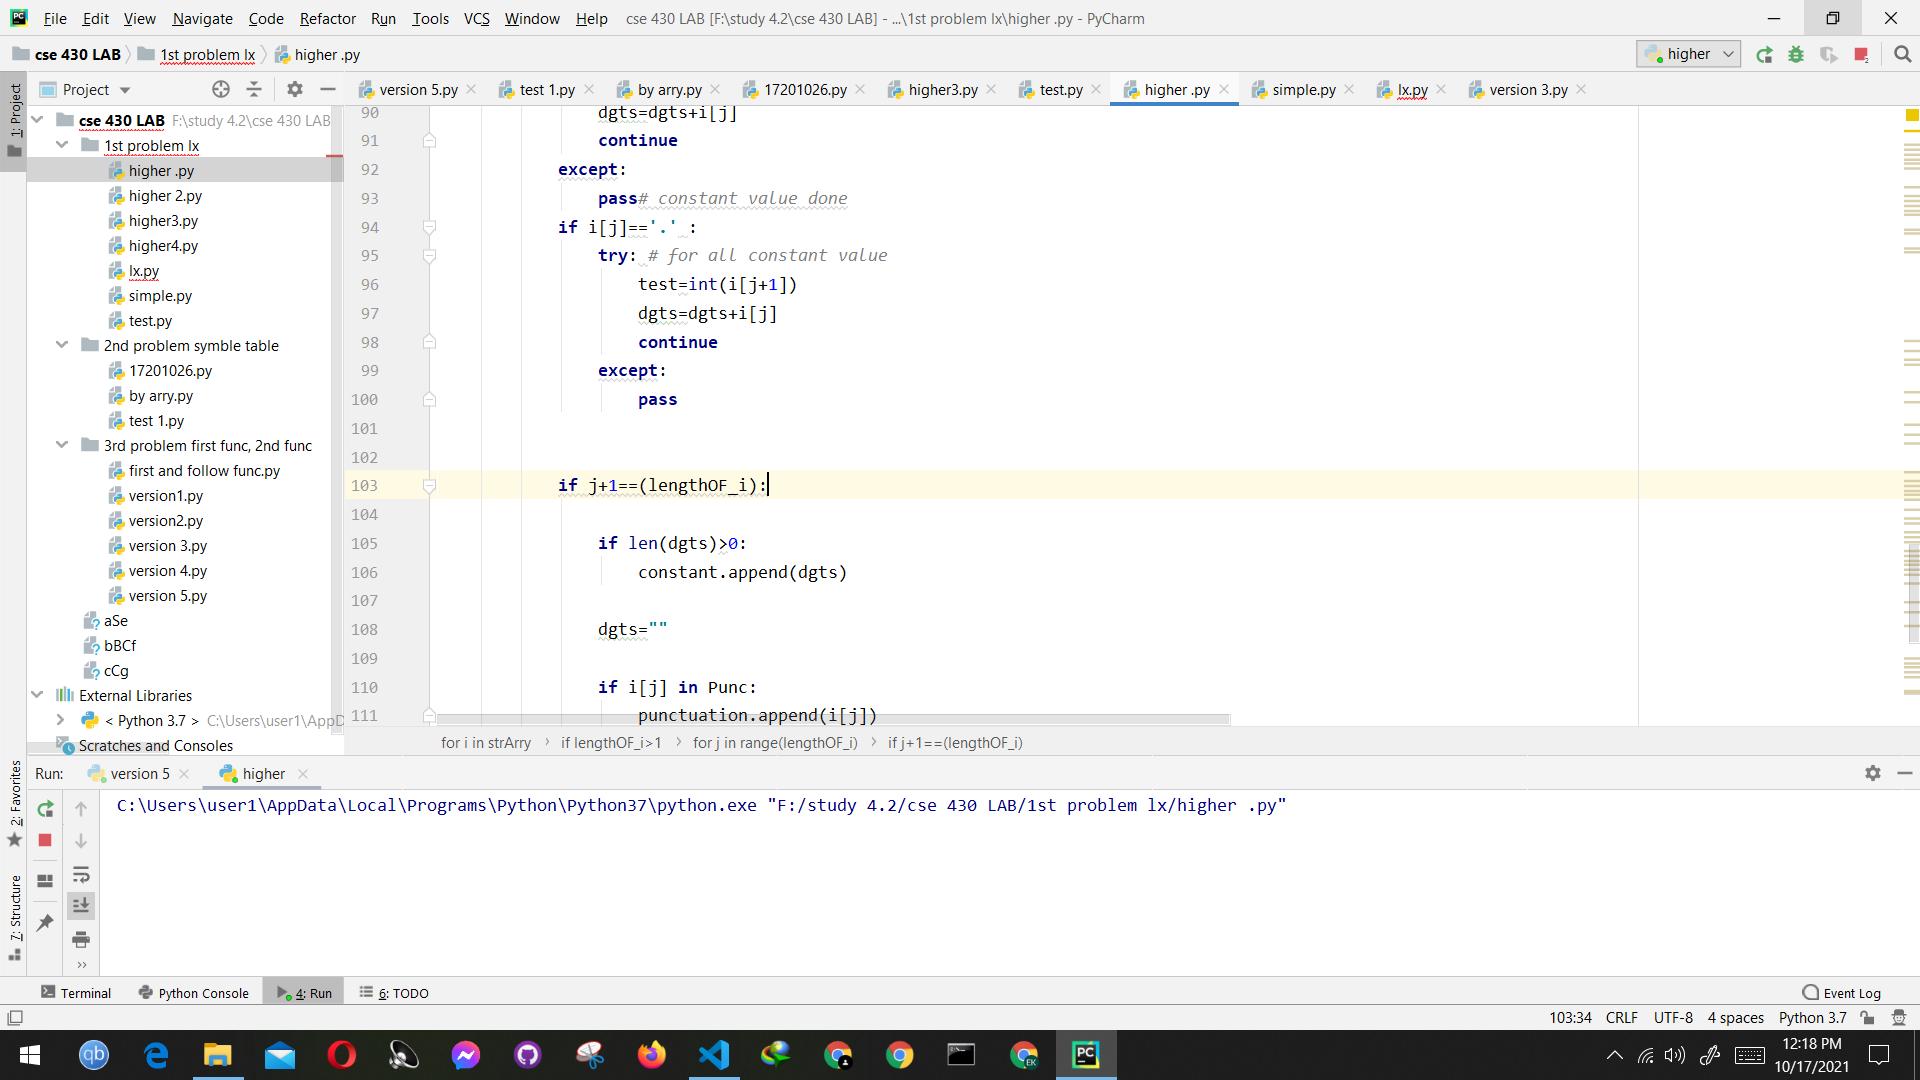 File Edit View Navigate Code Refactor Run Tools VCS Window Help cse 430 LAB [F:\study 4.2\cse 430 LAB] - ...\1st problem lx\higher .py - PyCharm
cse 430 LAB 1st problem lx higher .py higher
Project version 5.py test 1.py by arry.py 17201026.py higher3.py test.py higher .py simple.py lx.py version 3.py
1: Project
cse 430 LAB F:\study 4.2\cse 430 LAB
1st problem lx
higher .py
higher 2.py
higher3.py
higher4.py
lx.py
simple.py
test.py
2nd problem symble table
17201026.py
by arry.py
test 1.py
3rd problem first func, 2nd func
first and follow func.py
version1.py
version2.py
version 3.py
version 4.py
version 5.py
aSe
bBCf
cCg
External Libraries
< Python 3.7 > C:\Users\user1\AppD
Scratches and Consoles
90 dgts=dgts+i[j]
91 continue
92 except:
93 pass# constant value done
94 if i[j]=='.' :
95 try: # for all constant value
96 test=int(i[j+1])
97 dgts=dgts+i[j]
98 continue
99 except:
100 pass
101
102
103 if j+1==(lengthOF_i):
104
105 if len(dgts)>0:
106 constant.append(dgts)
107
108 dgts=""
109
110 if i[j] in Punc:
111 punctuation.append(i[j])
for i in strArry › if lengthOF_i>1 › for j in range(lengthOF_i) › if j+1==(lengthOF_i)
Run: version 5 higher
C:\Users\user1\AppData\Local\Programs\Python\Python37\python.exe "F:/study 4.2/cse 430 LAB/1st problem lx/higher .py"
2: Favorites
7: Structure
Terminal Python Console 4: Run 6: TODO Event Log
103:34 CRLF UTF-8 4 spaces Python 3.7
qb PC EK
12:18 PM
10/17/2021